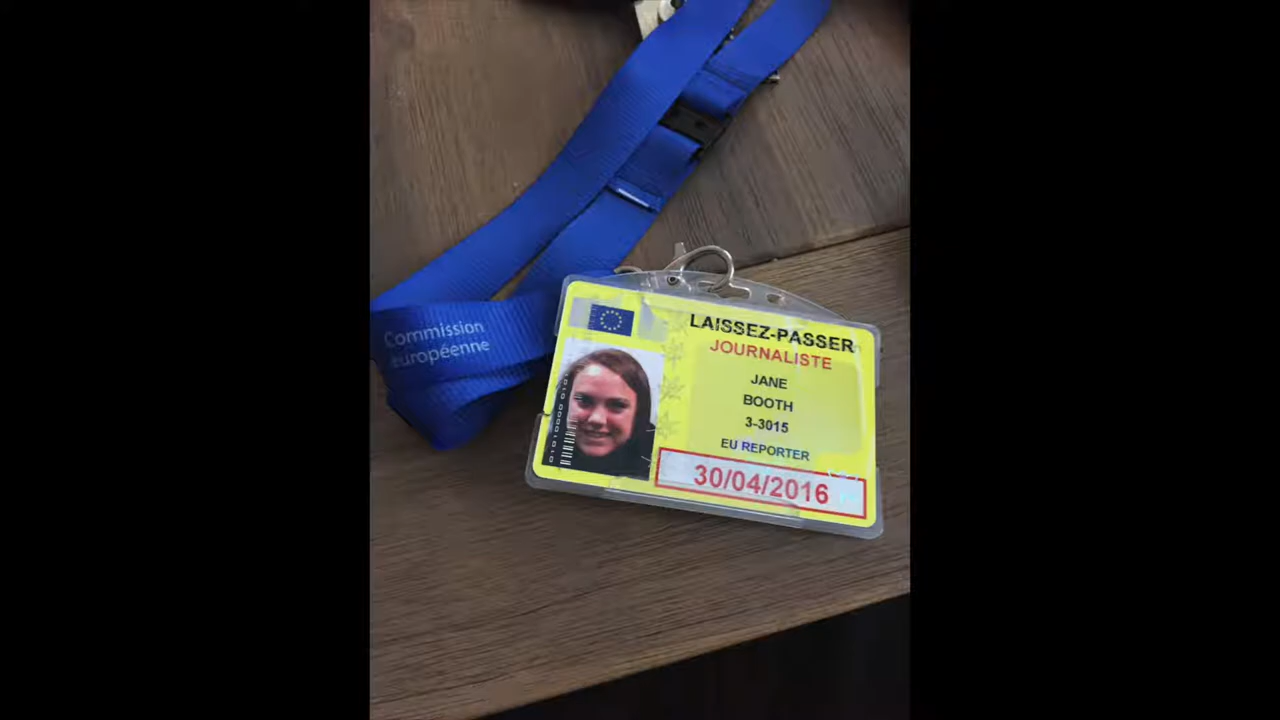 Commission
européenne
LAISSEZ-PASSER
JOURNALISTE
JANE
BOOTH
3-3015
EU REPORTER
30/04/2016